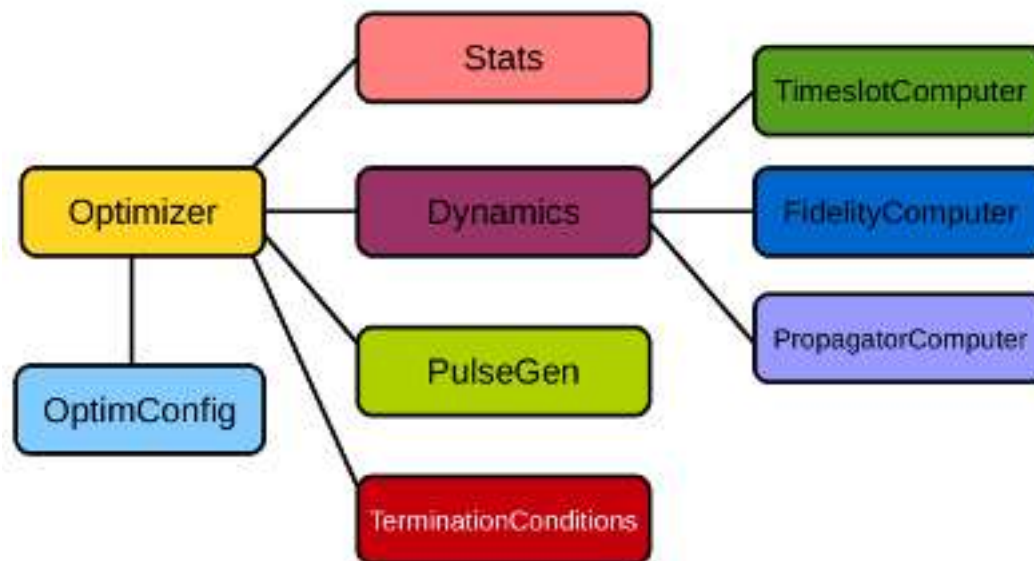 Stats
TimeslotComputer
Optimizer
Dynamics
FidelityComputer
PulseGen
PropagatorComputer
OptimConfig
TerminationConditions